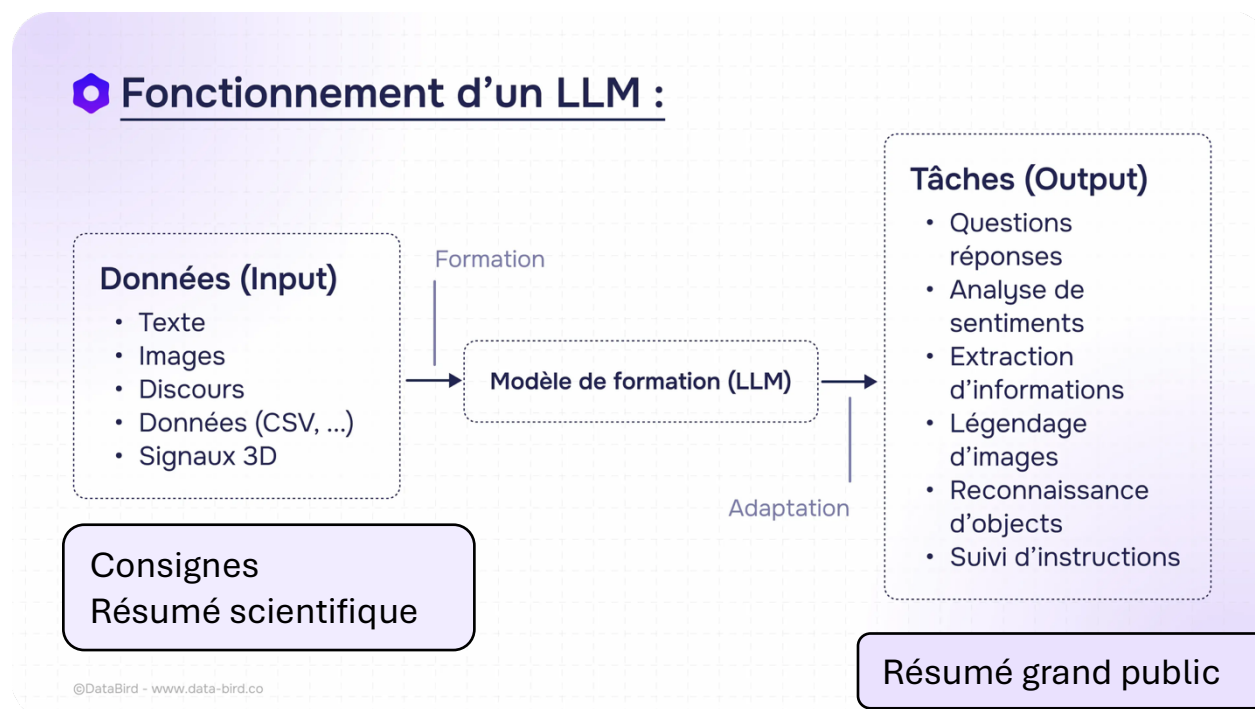 Fonctionnement d’un LLM :
Données (Input)
• Texte
• Images
• Discours
• Données (CSV, ...)
• Signaux 3D
Formation
Modèle de formation (LLM)
Adaptation
Tâches (Output)
• Questions
réponses
• Analyse de
sentiments
• Extraction
d’informations
• Légendage
d’images
• Reconnaissance
d’objects
• Suivi d’instructions
Consignes
Résumé scientifique
Résumé grand public
©DataBird - www.data-bird.co